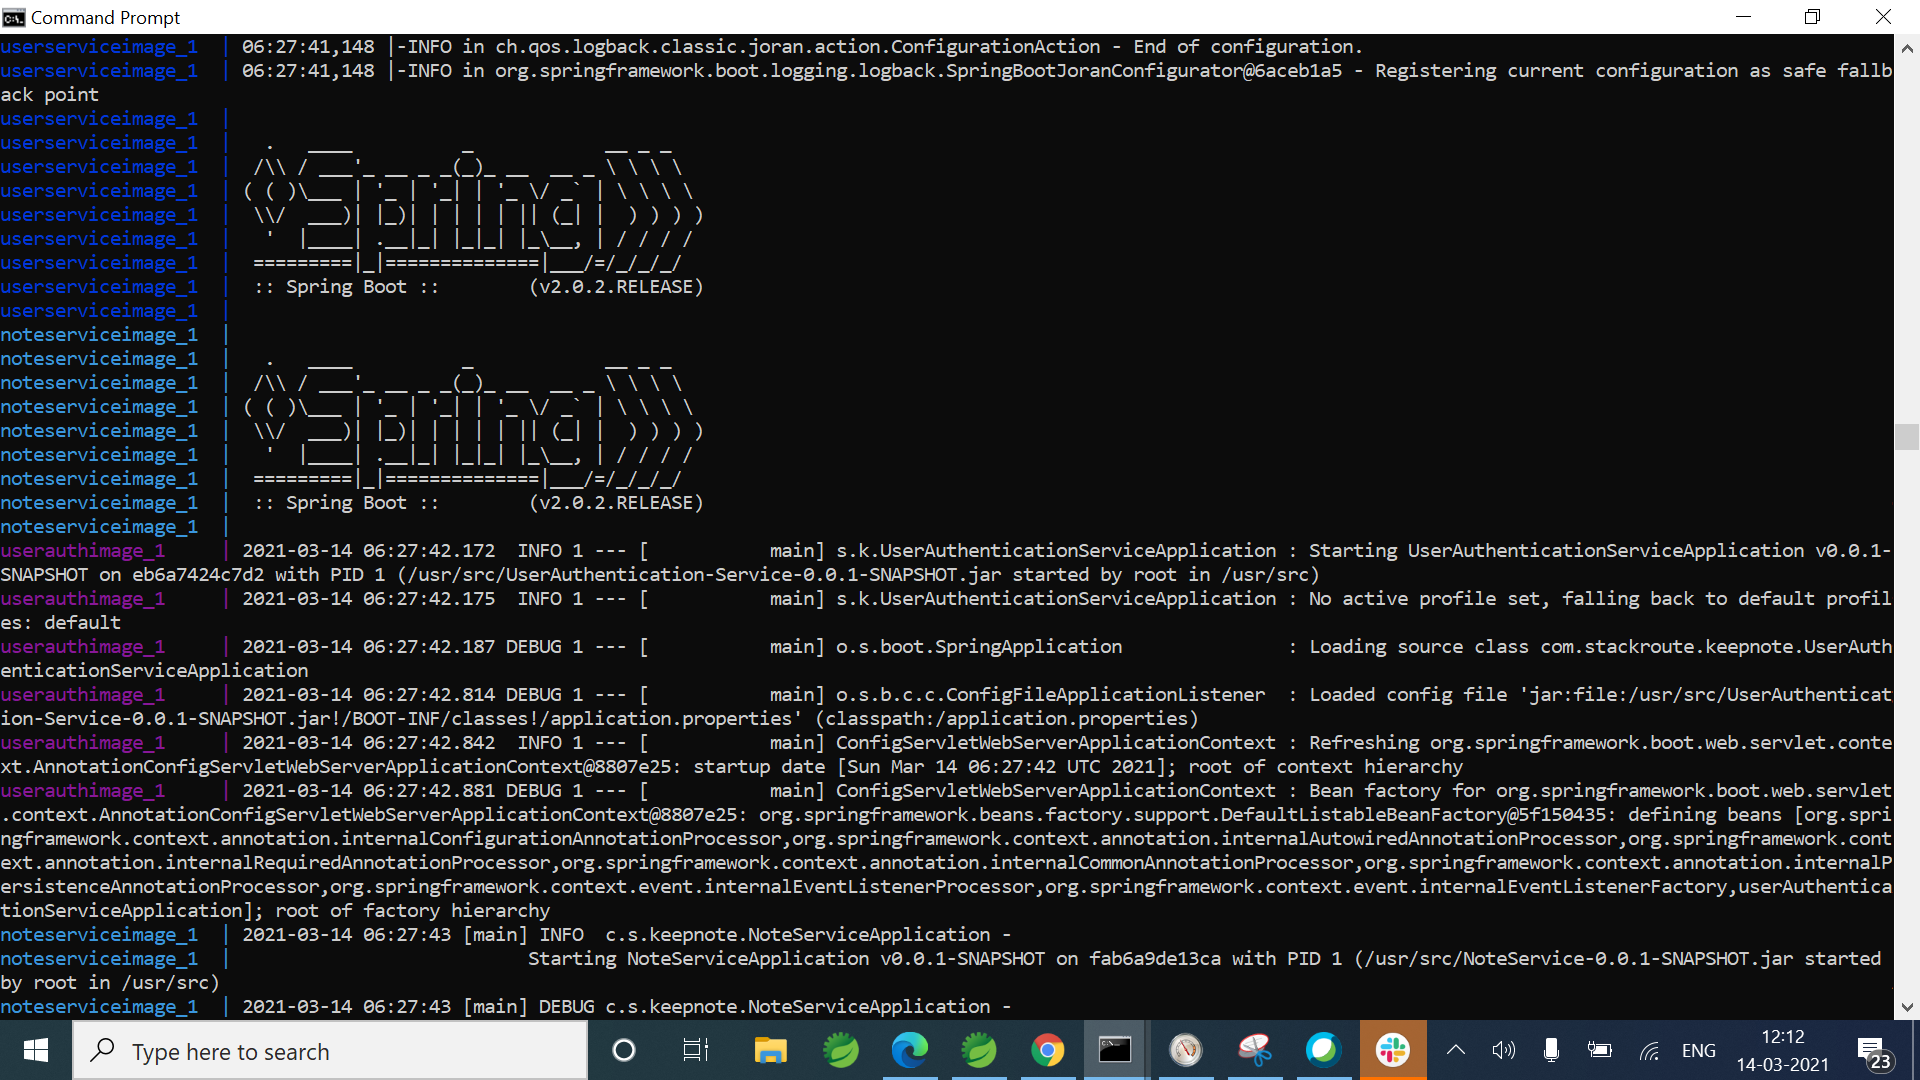 Command Prompt
userserviceimage_1  | 06:27:41,148 |-INFO in ch.qos.logback.classic.joran.action.ConfigurationAction - End of configuration.
userserviceimage_1  | 06:27:41,148 |-INFO in org.springframework.boot.logging.logback.SpringBootJoranConfigurator@6aceb1a5 - Registering current configuration as safe fallb
ack point
userserviceimage_1  |
userserviceimage_1  |   .   ____          _            __ _ _
userserviceimage_1  |  /\\ / ___'_ __ _ _(_)_ __  __ _ \ \ \ \
userserviceimage_1  | ( ( )\___ | '_ | '_| | '_ \/ _` | \ \ \ \
userserviceimage_1  |  \\/  ___)| |_)| | | | | || (_| |  ) ) ) )
userserviceimage_1  |   '  |____| .__|_| |_|_| |_\__, | / / / /
userserviceimage_1  |  =========|_|==============|___/=/_/_/_/
userserviceimage_1  |  :: Spring Boot ::        (v2.0.2.RELEASE)
userserviceimage_1  |
noteserviceimage_1  |
noteserviceimage_1  |   .   ____          _            __ _ _
noteserviceimage_1  |  /\\ / ___'_ __ _ _(_)_ __  __ _ \ \ \ \
noteserviceimage_1  | ( ( )\___ | '_ | '_| | '_ \/ _` | \ \ \ \
noteserviceimage_1  |  \\/  ___)| |_)| | | | | || (_| |  ) ) ) )
noteserviceimage_1  |   '  |____| .__|_| |_|_| |_\__, | / / / /
noteserviceimage_1  |  =========|_|==============|___/=/_/_/_/
noteserviceimage_1  |  :: Spring Boot ::        (v2.0.2.RELEASE)
noteserviceimage_1  |
userauthimage_1     | 2021-03-14 06:27:42.172  INFO 1 --- [           main] s.k.UserAuthenticationServiceApplication : Starting UserAuthenticationServiceApplication v0.0.1-
SNAPSHOT on eb6a7424c7d2 with PID 1 (/usr/src/UserAuthentication-Service-0.0.1-SNAPSHOT.jar started by root in /usr/src)
userauthimage_1     | 2021-03-14 06:27:42.175  INFO 1 --- [           main] s.k.UserAuthenticationServiceApplication : No active profile set, falling back to default profil
es: default
userauthimage_1     | 2021-03-14 06:27:42.187 DEBUG 1 --- [           main] o.s.boot.SpringApplication               : Loading source class com.stackroute.keepnote.UserAuth
enticationServiceApplication
userauthimage_1     | 2021-03-14 06:27:42.814 DEBUG 1 --- [           main] o.s.b.c.c.ConfigFileApplicationListener  : Loaded config file 'jar:file:/usr/src/UserAuthenticat
ion-Service-0.0.1-SNAPSHOT.jar!/BOOT-INF/classes!/application.properties' (classpath:/application.properties)
userauthimage_1     | 2021-03-14 06:27:42.842  INFO 1 --- [           main] ConfigServletWebServerApplicationContext : Refreshing org.springframework.boot.web.servlet.conte
xt.AnnotationConfigServletWebServerApplicationContext@8807e25: startup date [Sun Mar 14 06:27:42 UTC 2021]; root of context hierarchy
userauthimage_1     | 2021-03-14 06:27:42.881 DEBUG 1 --- [           main] ConfigServletWebServerApplicationContext : Bean factory for org.springframework.boot.web.servlet
.context.AnnotationConfigServletWebServerApplicationContext@8807e25: org.springframework.beans.factory.support.DefaultListableBeanFactory@5f150435: defining beans [org.spri
ngframework.context.annotation.internalConfigurationAnnotationProcessor,org.springframework.context.annotation.internalAutowiredAnnotationProcessor,org.springframework.cont
ext.annotation.internalRequiredAnnotationProcessor,org.springframework.context.annotation.internalCommonAnnotationProcessor,org.springframework.context.annotation.internalP
ersistenceAnnotationProcessor,org.springframework.context.event.internalEventListenerProcessor,org.springframework.context.event.internalEventListenerFactory,userAuthentica
tionServiceApplication]; root of factory hierarchy
noteserviceimage_1  | 2021-03-14 06:27:43 [main] INFO  c.s.keepnote.NoteServiceApplication -
noteserviceimage_1  |                           Starting NoteServiceApplication v0.0.1-SNAPSHOT on fab6a9de13ca with PID 1 (/usr/src/NoteService-0.0.1-SNAPSHOT.jar started
by root in /usr/src)
noteserviceimage_1  | 2021-03-14 06:27:43 [main] DEBUG c.s.keepnote.NoteServiceApplication -
Type here to search
ENG
12:12
14-03-2021
23